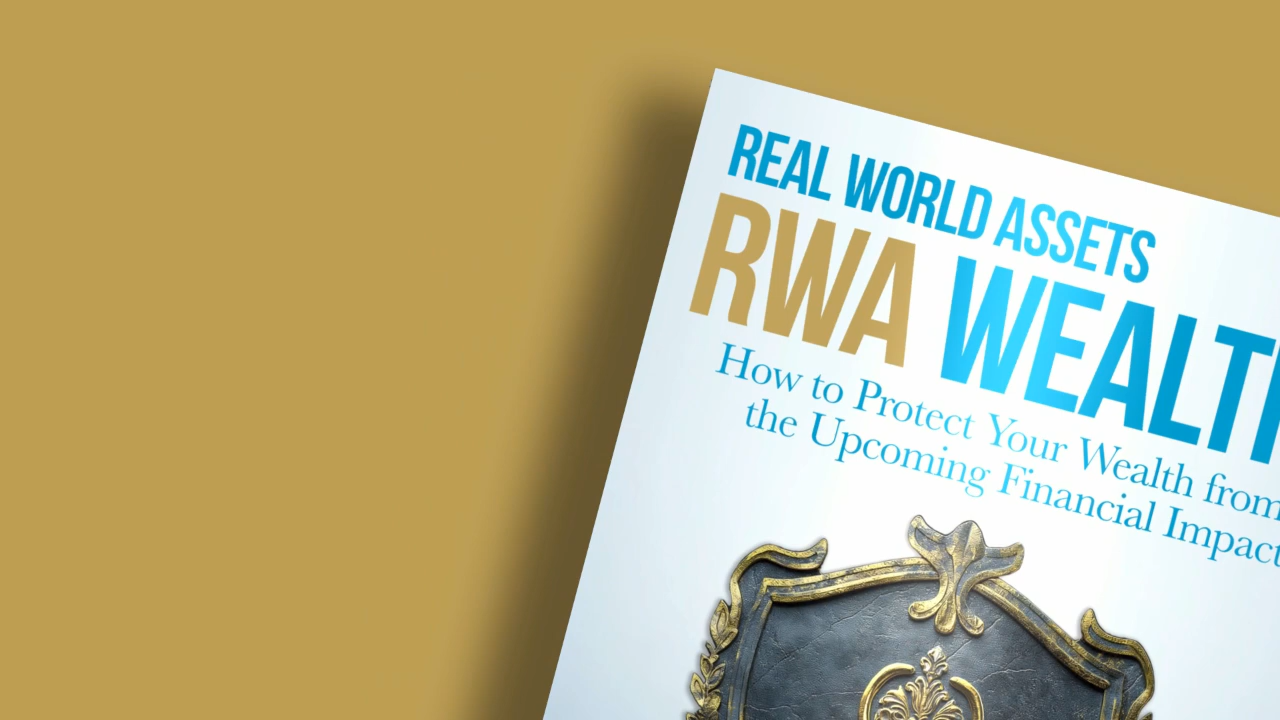 REAL WORLD ASSETS
RWA WEALT
How to Protect Your Wealth from
the Upcoming Financial Impact